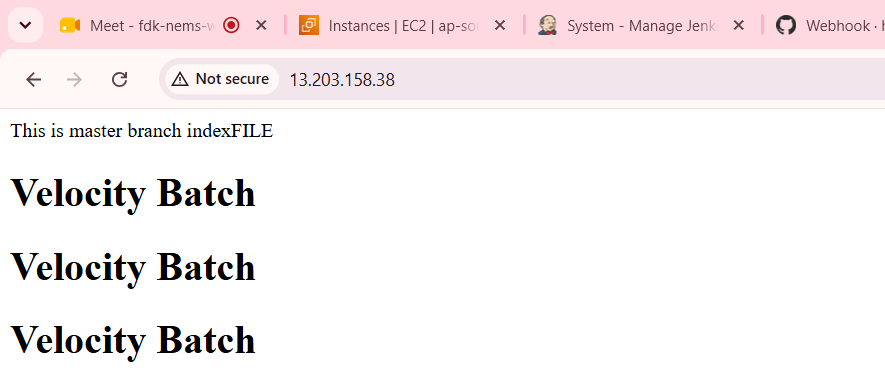 Meet - fdk-nems-w
Instances | EC2 | ap-so
System - Manage Jenki
Webhook ·
Not secure
13.203.158.38
This is master branch indexFILE
Velocity Batch
Velocity Batch
Velocity Batch